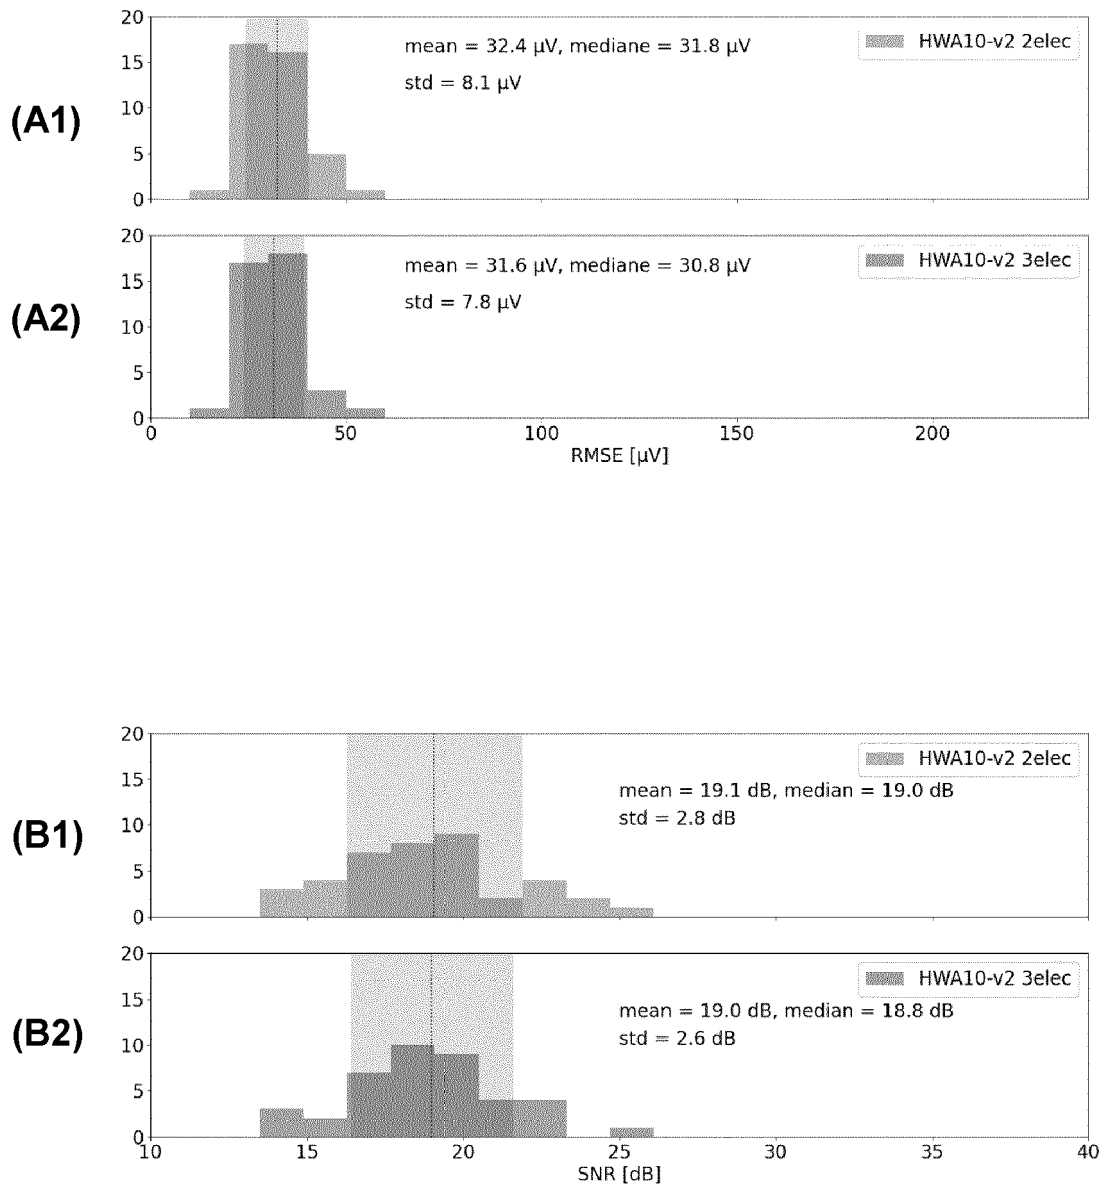 (A1)
20
15
10
5
0
mean = 32.4 µV, mediane = 31.8 µV
std = 8.1 µV
HWA10-v2 2elec
(A2)
20
15
10
5
0
mean = 31.6 µV, mediane = 30.8 µV
std = 7.8 µV
HWA10-v2 3elec
0 50 100 150 200
RMSE [µV]
(B1)
20
15
10
5
0
HWA10-v2 2elec
mean = 19.1 dB, median = 19.0 dB
std = 2.8 dB
(B2)
20
15
10
5
0
HWA10-v2 3elec
mean = 19.0 dB, median = 18.8 dB
std = 2.6 dB
10 15 20 25 30 35 40
SNR [dB]